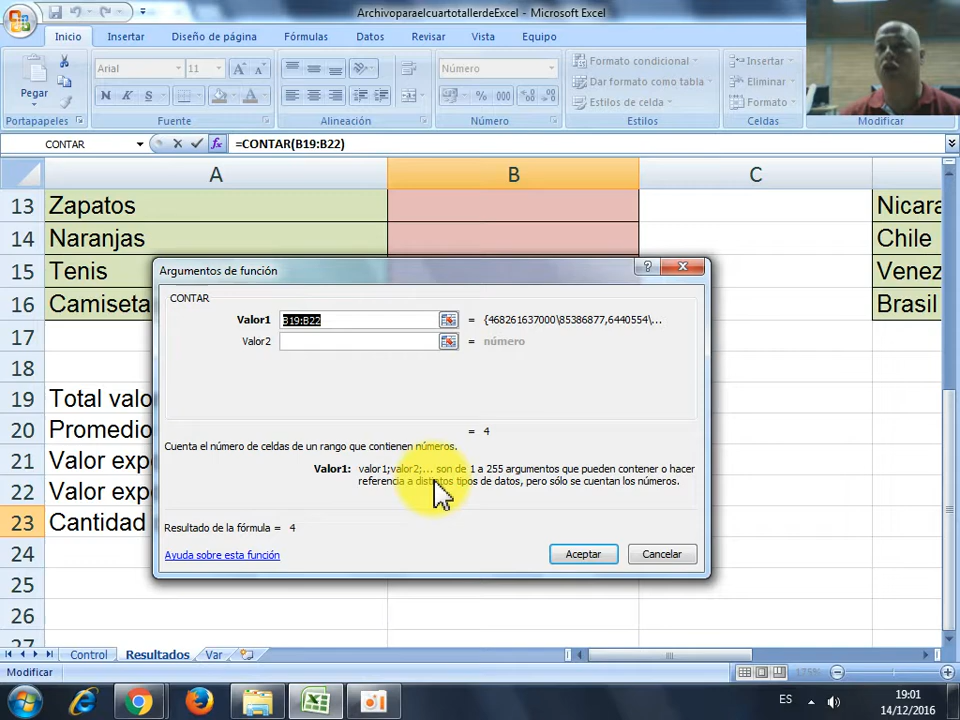 ArchivoparaelcuartotallerdeExcel - Microsoft Excel
Inicio Insertar Diseño de página Fórmulas Datos Revisar Vista Equipo
Pegar
Arial 11
N K S
A A
Número
% 000
Formato condicional
Dar formato como tabla
Estilos de celda
Insertar
Eliminar
Formato
Portapapeles Fuente Alineación Número Estilos Celdas Modificar
CONTAR fx =CONTAR(B19:B22)
A B C
13 Zapatos Nicara
14 Naranjas Chile
15 Tenis Venez
16 Camiseta Brasil
17
18
19 Total valo
20 Promedio
21 Valor exp
22 Valor exp
23 Cantidad
24
25
26
27
Argumentos de función
CONTAR
Valor1 B19:B22 = {468261637000\85386877,6440554\...
Valor2 = número
= 4
Cuenta el número de celdas de un rango que contienen números.
Valor1: valor1;valor2;... son de 1 a 255 argumentos que pueden contener o hacer
referencia a distintos tipos de datos, pero sólo se cuentan los números.
Resultado de la fórmula = 4
Ayuda sobre esta función
Aceptar Cancelar
Control Resultados Var
Modificar 175%
ES 19:01
14/12/2016